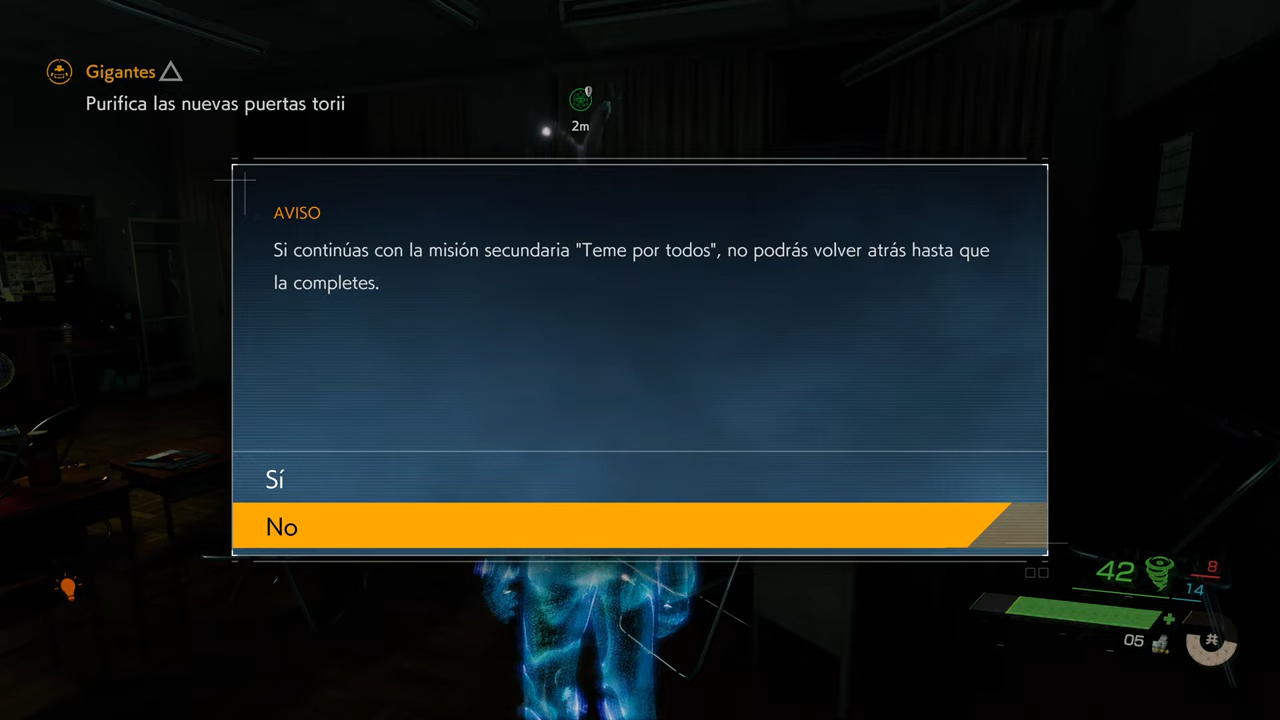 Gigantes
Purifica las nuevas puertas torii
2m
AVISO
Si continúas con la misión secundaria "Teme por todos", no podrás volver atrás hasta que
la completes.
Sí
No
42
8
14
05